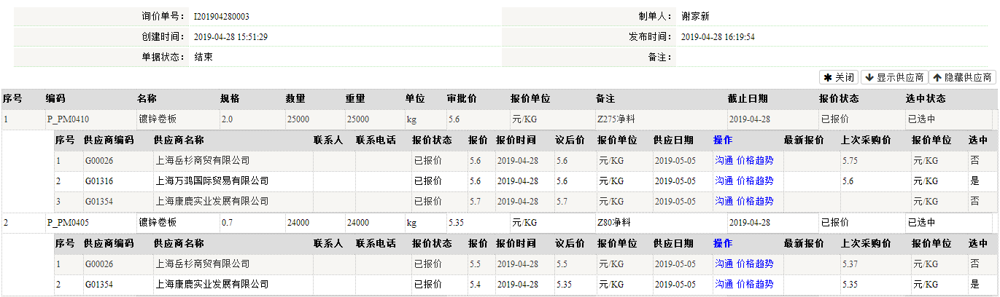 询价单号： I201904280003 制单人： 谢家新
创建时间： 2019-04-28 15:51:29 发布时间： 2019-04-28 16:19:54
单据状态： 结束 备注：
关闭 显示供应商 隐藏供应商
序号 编码 名称 规格 数量 重量 单位 审批价 报价单位 备注 截止日期 报价状态 选中状态
1 P_PM0410 镀锌卷板 2.0 25000 25000 kg 5.6 元/KG Z275净料 2019-04-28 已报价 已选中
序号 供应商编码 供应商名称 联系人 联系电话 报价状态 报价 报价时间 议后价 报价单位 供应日期 操作 最新报价 上次采购价 报价单位 选中
1 G00026 上海岳杉商贸有限公司 已报价 5.6 2019-04-28 5.6 元/KG 2019-05-05 沟通 价格趋势 5.75 元/KG 否
2 G01316 上海万鸿国际贸易有限公司 已报价 5.6 2019-04-28 5.6 元/KG 2019-05-05 沟通 价格趋势 5.6 元/KG 是
3 G01354 上海康鹿实业发展有限公司 已报价 5.7 2019-04-28 5.7 元/KG 2019-05-05 沟通 价格趋势 元/KG 否
2 P_PM0405 镀锌卷板 0.7 24000 24000 kg 5.35 元/KG Z80净料 2019-04-28 已报价 已选中
序号 供应商编码 供应商名称 联系人 联系电话 报价状态 报价 报价时间 议后价 报价单位 供应日期 操作 最新报价 上次采购价 报价单位 选中
1 G00026 上海岳杉商贸有限公司 已报价 5.5 2019-04-28 5.5 元/KG 2019-05-05 沟通 价格趋势 5.37 元/KG 否
2 G01354 上海康鹿实业发展有限公司 已报价 5.4 2019-04-28 5.35 元/KG 2019-05-05 沟通 价格趋势 5.35 元/KG 是